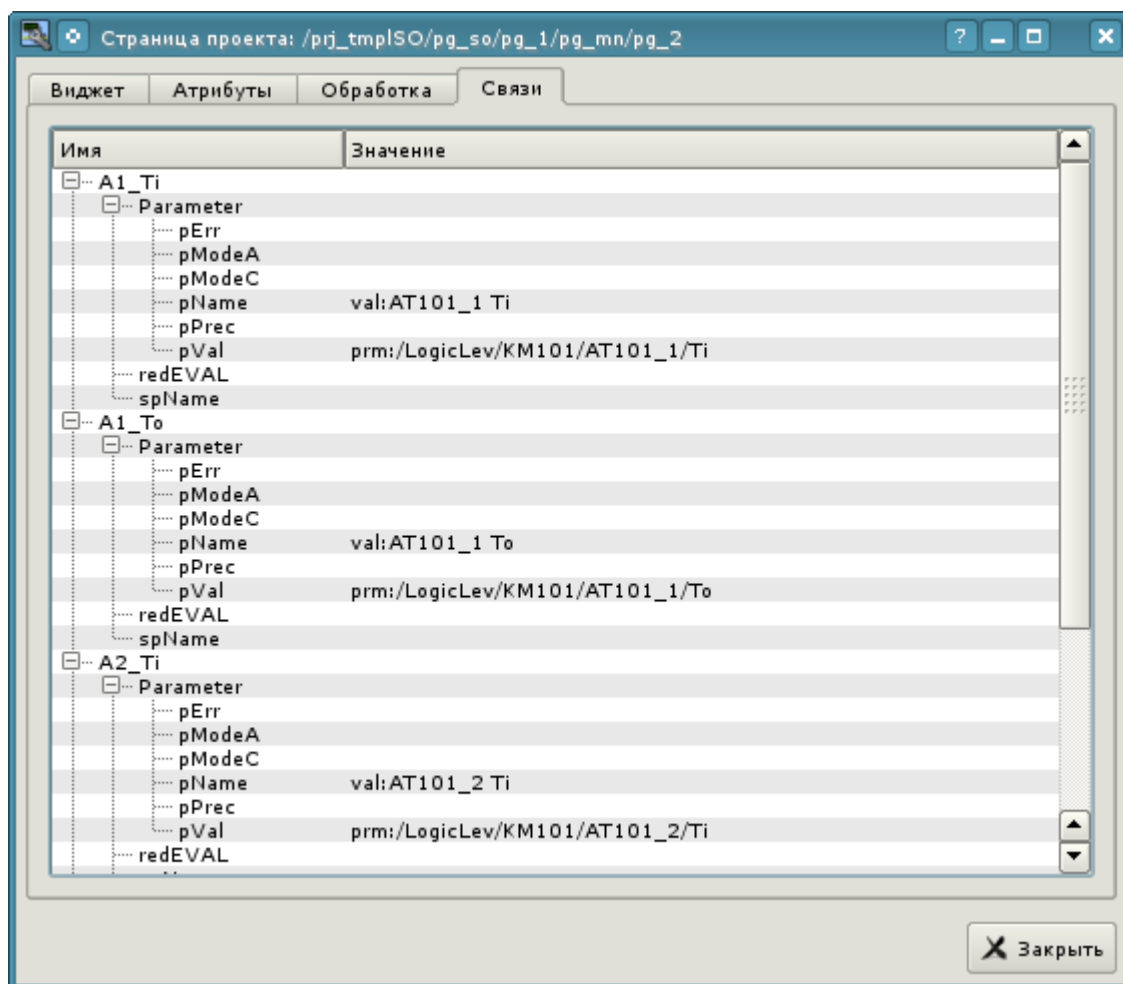 Страница проекта: /prj_tmplSO/pg_so/pg_1/pg_mn/pg_2
Виджет Атрибуты Обработка Связи
Имя Значение
A1_Ti
Parameter
pErr
pModeA
pModeC
pName val:AT101_1 Ti
pPrec
pVal prm:/LogicLev/KM101/AT101_1/Ti
redEVAL
spName
A1_To
Parameter
pErr
pModeA
pModeC
pName val:AT101_1 To
pPrec
pVal prm:/LogicLev/KM101/AT101_1/To
redEVAL
spName
A2_Ti
Parameter
pErr
pModeA
pModeC
pName val:AT101_2 Ti
pPrec
pVal prm:/LogicLev/KM101/AT101_2/Ti
redEVAL
Закрыть